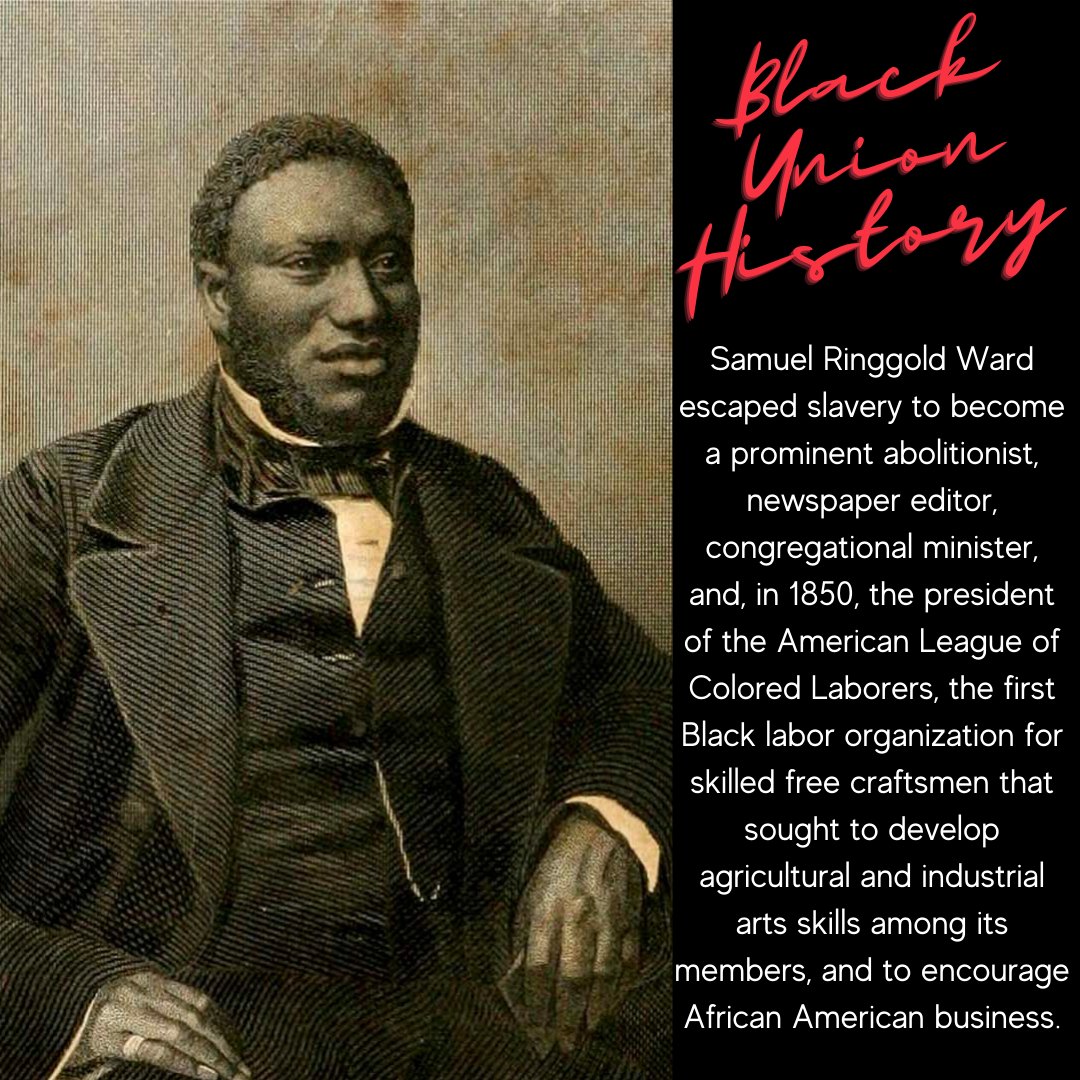 Black
Union
History
Samuel Ringgold Ward
escaped slavery to become
a prominent abolitionist,
newspaper editor,
congregational minister,
and, in 1850, the president
of the American League of
Colored Laborers, the first
Black labor organization for
skilled free craftsmen that
sought to develop
agricultural and industrial
arts skills among its
members, and to encourage
African American business.